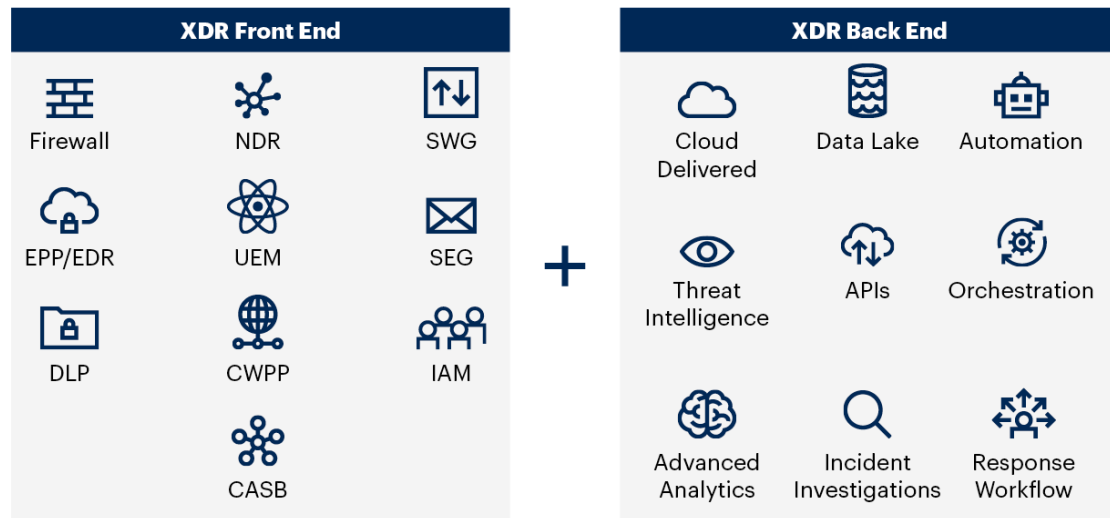 XDR Front End
Firewall
NDR
SWG
EPP/EDR
UEM
SEG
DLP
CWPP
IAM
CASB
+
XDR Back End
Cloud
Delivered
Data Lake
Automation
Threat
Intelligence
APIs
Orchestration
Advanced
Analytics
Incident
Investigations
Response
Workflow